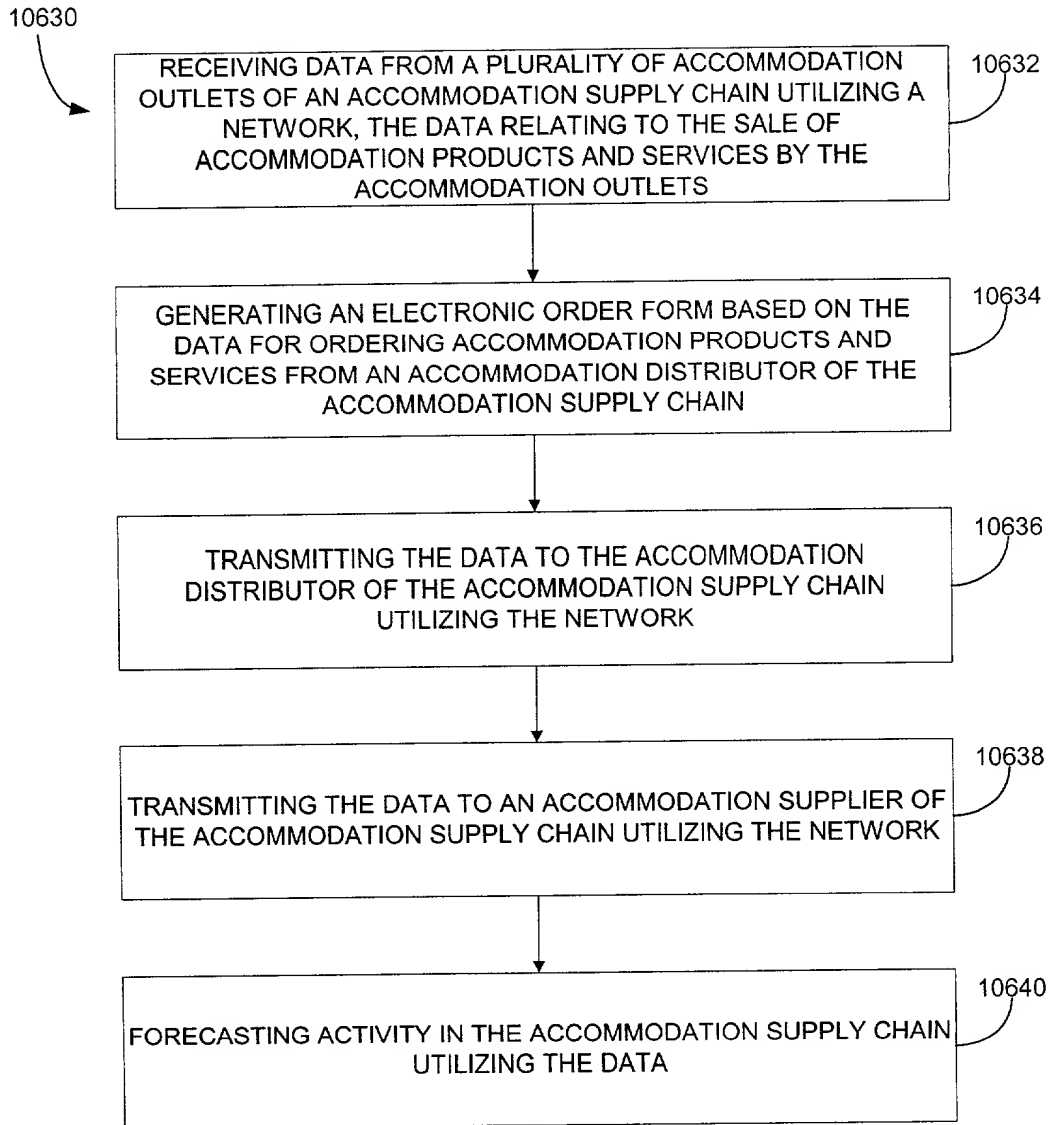 10630
RECEIVING DATA FROM A PLURALITY OF ACCOMMODATION
OUTLETS OF AN ACCOMMODATION SUPPLY CHAIN UTILIZING A
NETWORK, THE DATA RELATING TO THE SALE OF
ACCOMMODATION PRODUCTS AND SERVICES BY THE
ACCOMMODATION OUTLETS
10632
GENERATING AN ELECTRONIC ORDER FORM BASED ON THE
DATA FOR ORDERING ACCOMMODATION PRODUCTS AND
SERVICES FROM AN ACCOMMODATION DISTRIBUTOR OF THE
ACCOMMODATION SUPPLY CHAIN
10634
TRANSMITTING THE DATA TO THE ACCOMMODATION
DISTRIBUTOR OF THE ACCOMMODATION SUPPLY CHAIN
UTILIZING THE NETWORK
10636
TRANSMITTING THE DATA TO AN ACCOMMODATION SUPPLIER OF
THE ACCOMMODATION SUPPLY CHAIN UTILIZING THE NETWORK
10638
FORECASTING ACTIVITY IN THE ACCOMMODATION SUPPLY CHAIN
UTILIZING THE DATA
10640